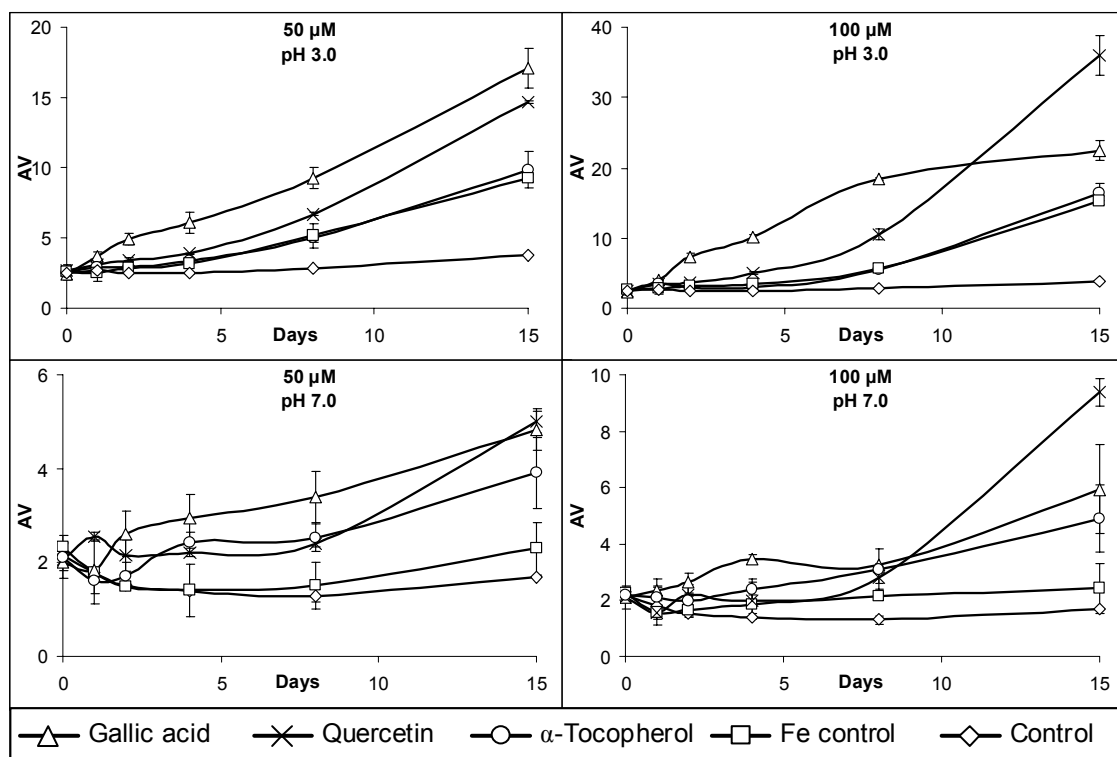 50 µM
pH 3.0
20
15
10
5
0
AV
0 5 10 15
Days
100 µM
pH 3.0
40
30
20
10
0
AV
0 5 10 15
Days
50 µM
pH 7.0
6
4
2
0
AV
0 5 10 15
Days
100 µM
pH 7.0
10
8
6
4
2
0
AV
0 5 10 15
Days
Gallic acid Quercetin α-Tocopherol Fe control Control